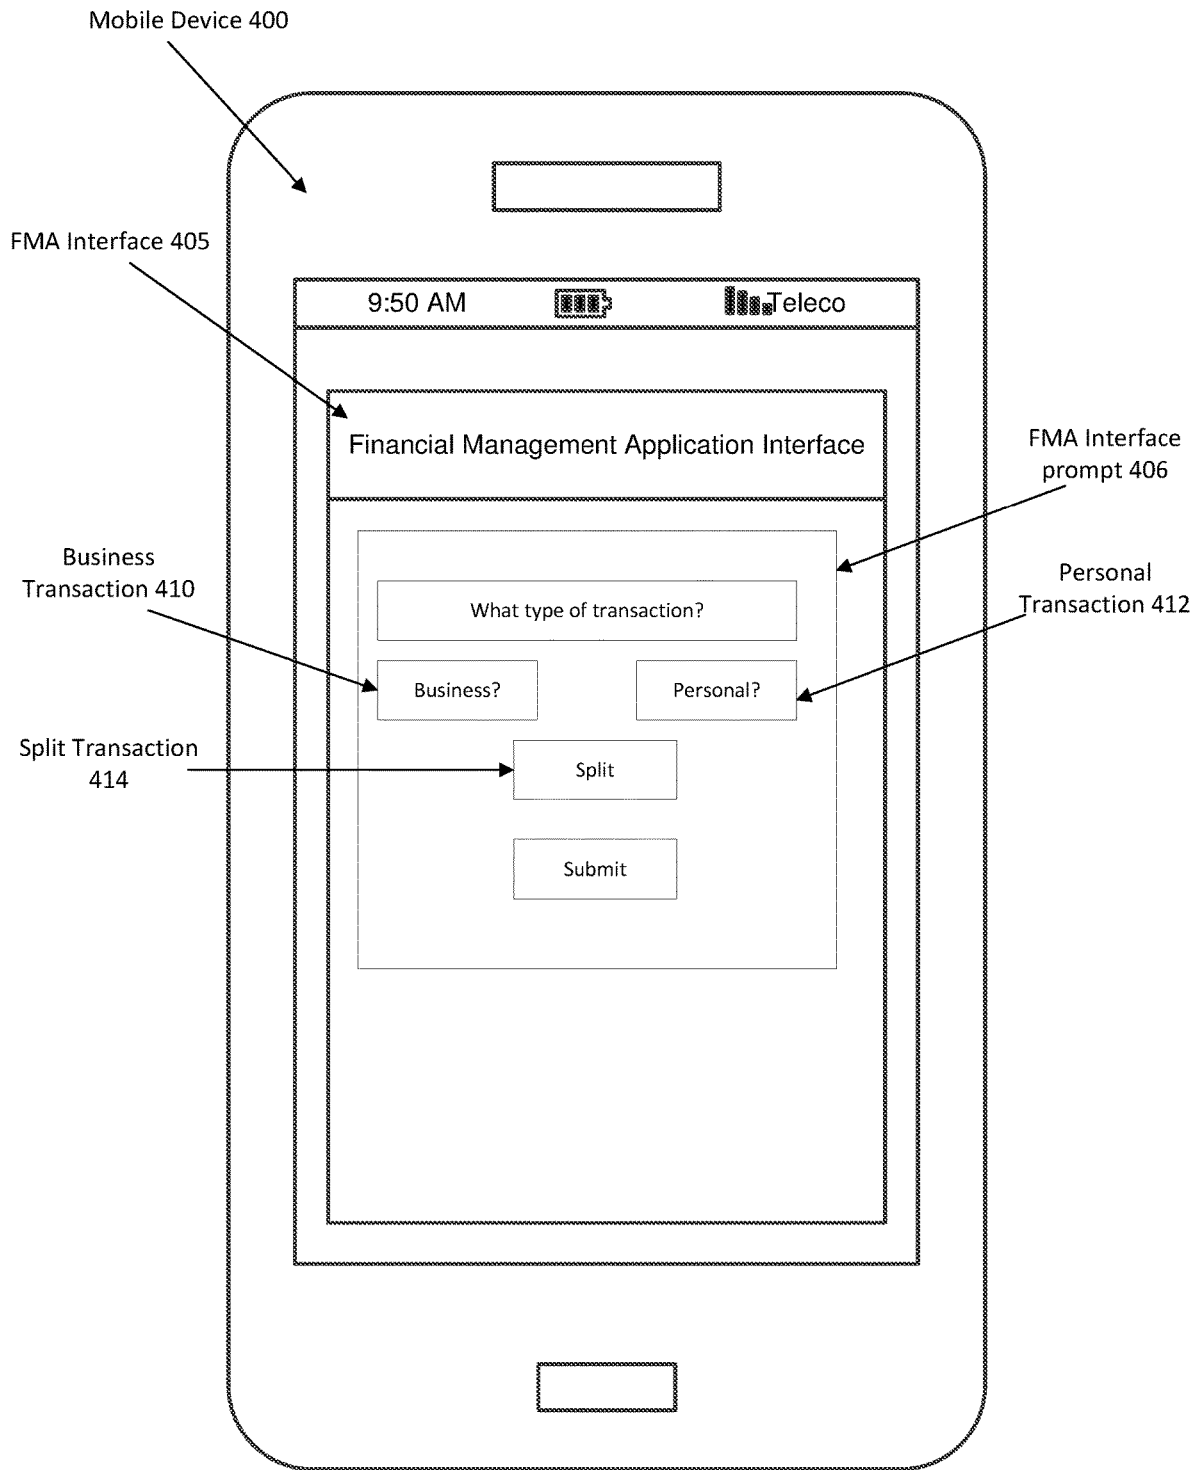 Mobile Device 400
FMA Interface 405
9:50 AM
Teleco
Financial Management Application Interface
FMA Interface
prompt 406
Business
Transaction 410
Personal
Transaction 412
What type of transaction?
Business?
Personal?
Split Transaction
414
Split
Submit